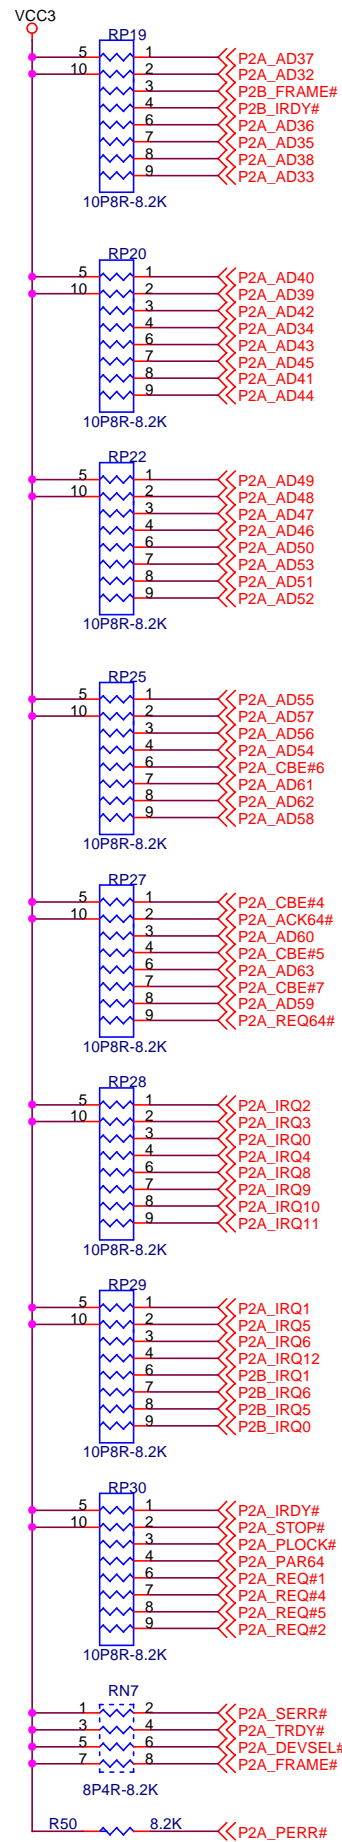 VCC3
RP19
5 1 P2A_AD37
10 2 P2A_AD32
3 P2B_FRAME#
4 P2B_IRDY#
6 P2A_AD36
7 P2A_AD35
8 P2A_AD38
9 P2A_AD33
10P8R-8.2K
RP20
5 1 P2A_AD40
10 2 P2A_AD39
3 P2A_AD42
4 P2A_AD34
6 P2A_AD43
7 P2A_AD45
8 P2A_AD41
9 P2A_AD44
10P8R-8.2K
RP22
5 1 P2A_AD49
10 2 P2A_AD48
3 P2A_AD47
4 P2A_AD46
6 P2A_AD50
7 P2A_AD53
8 P2A_AD51
9 P2A_AD52
10P8R-8.2K
RP25
5 1 P2A_AD55
10 2 P2A_AD57
3 P2A_AD56
4 P2A_AD54
6 P2A_CBE#6
7 P2A_AD61
8 P2A_AD62
9 P2A_AD58
10P8R-8.2K
RP27
5 1 P2A_CBE#4
10 2 P2A_ACK64#
3 P2A_AD60
4 P2A_CBE#5
6 P2A_AD63
7 P2A_CBE#7
8 P2A_AD59
9 P2A_REQ64#
10P8R-8.2K
RP28
5 1 P2A_IRQ2
10 2 P2A_IRQ3
3 P2A_IRQ0
4 P2A_IRQ4
6 P2A_IRQ8
7 P2A_IRQ9
8 P2A_IRQ10
9 P2A_IRQ11
10P8R-8.2K
RP29
5 1 P2A_IRQ1
10 2 P2A_IRQ5
3 P2A_IRQ6
4 P2A_IRQ12
6 P2B_IRQ1
7 P2B_IRQ6
8 P2B_IRQ5
9 P2B_IRQ0
10P8R-8.2K
RP30
5 1 P2A_IRDY#
10 2 P2A_STOP#
3 P2A_PLOCK#
4 P2A_PAR64
6 P2A_REQ#1
7 P2A_REQ#4
8 P2A_REQ#5
9 P2A_REQ#2
10P8R-8.2K
RN7
1 2 P2A_SERR#
3 4 P2A_TRDY#
5 6 P2A_DEVSEL#
7 8 P2A_FRAME#
8P4R-8.2K
R50 8.2K P2A_PERR#